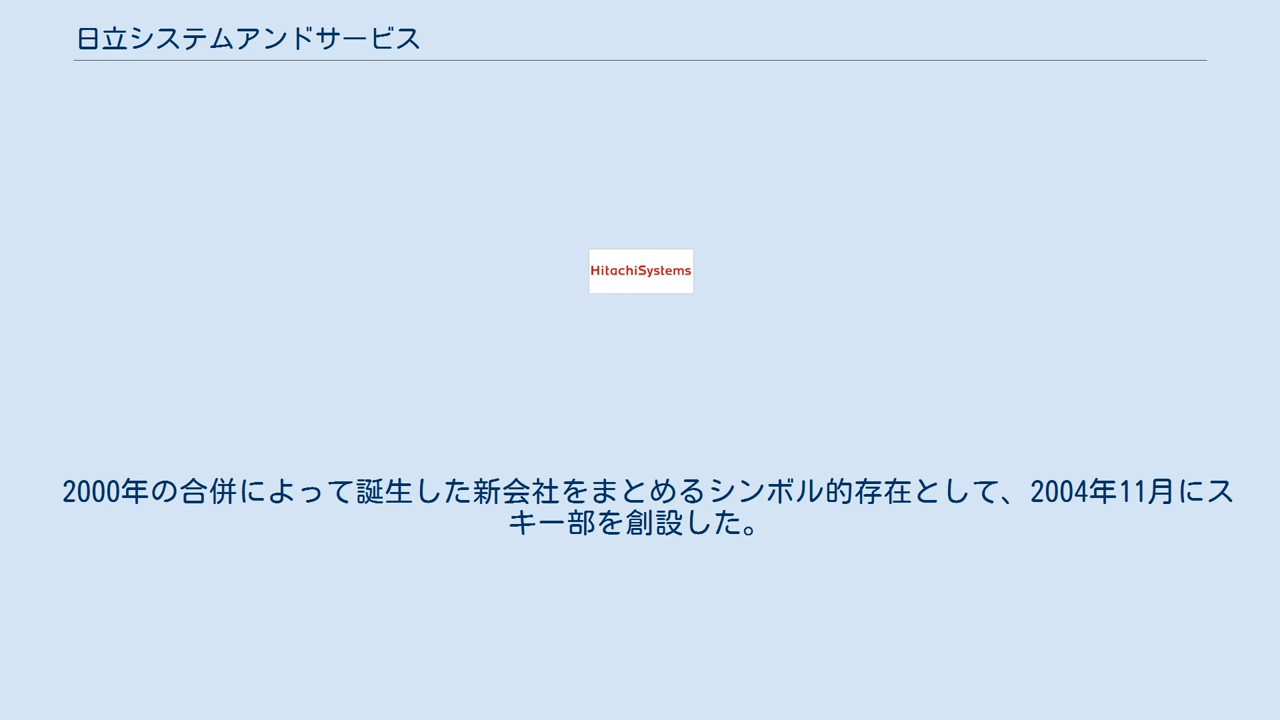 日立システムアンドサービス
HitachiSystems
2000年の合併によって誕生した新会社をまとめるシンボル的存在として、2004年11月にス
キー部を創設した。